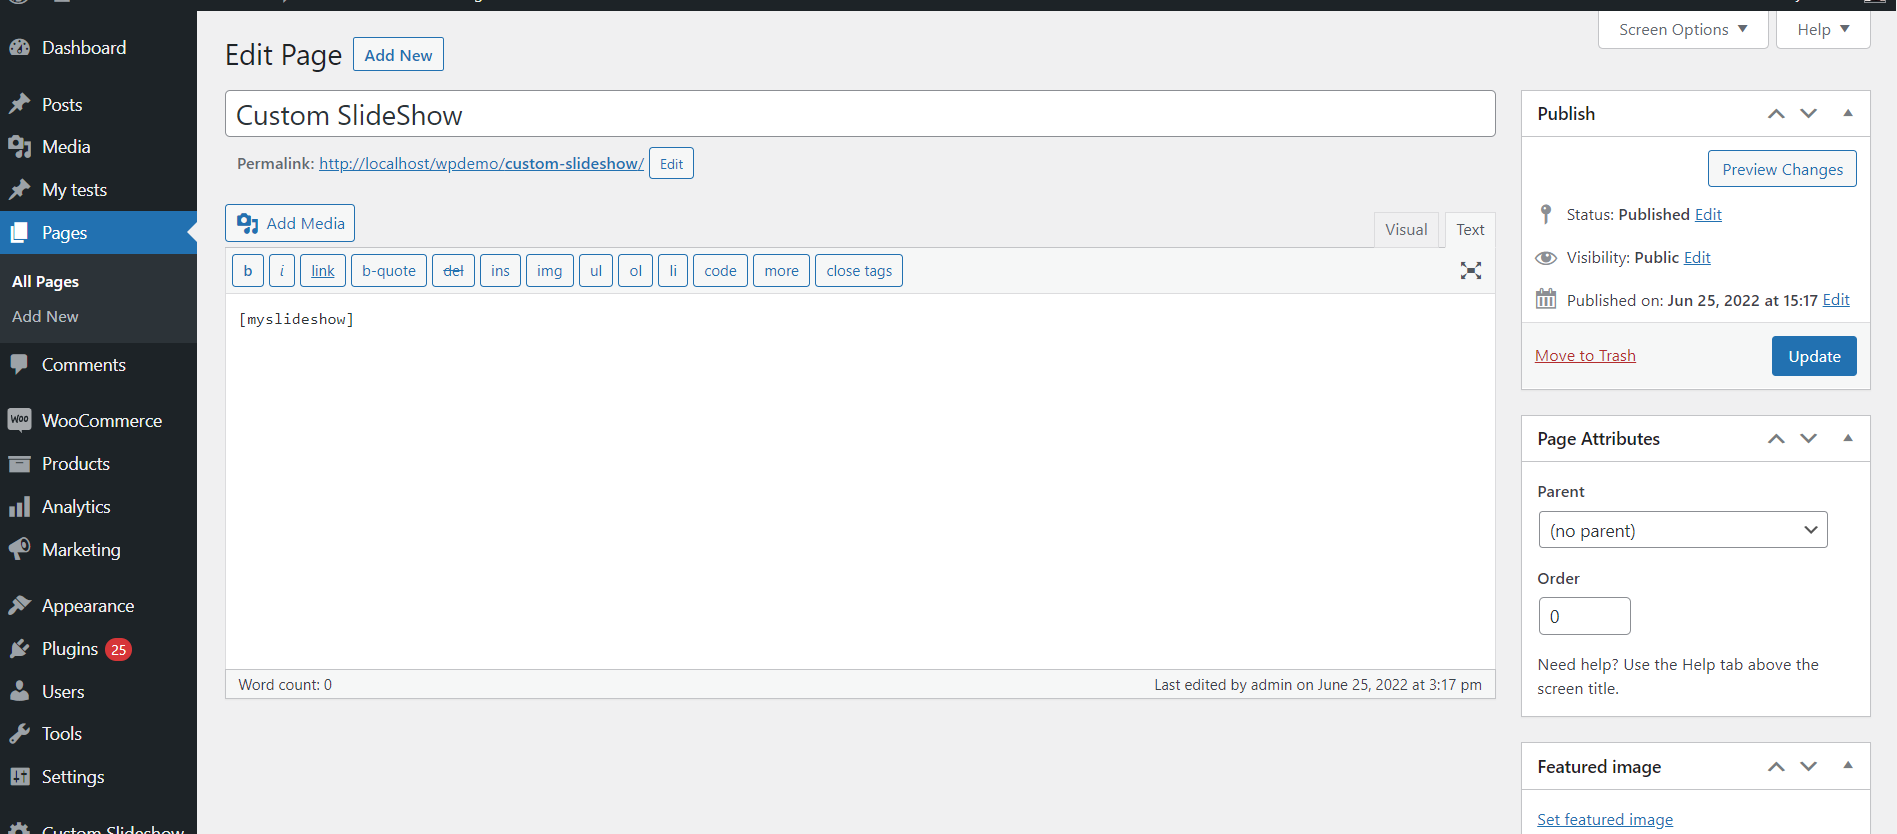 Screen Options
Help
Dashboard
Posts
Media
My tests
Pages
All Pages
Add New
Comments
Woo
WooCommerce
Products
Analytics
Marketing
Appearance
Plugins 25
Users
Tools
Settings
Custom Slideshow
Edit Page
Add New
Custom SlideShow
Permalink: http://localhost/wpdemo/custom-slideshow/ Edit
Add Media
Visual Text
b i link b-quote del ins img ul ol li code more close tags
[myslideshow]
Word count: 0
Last edited by admin on June 25, 2022 at 3:17 pm
Publish
Preview Changes
Status: Published Edit
Visibility: Public Edit
Published on: Jun 25, 2022 at 15:17 Edit
Move to Trash
Update
Page Attributes
Parent
(no parent)
Order
0
Need help? Use the Help tab above the
screen title.
Featured image
Set featured image